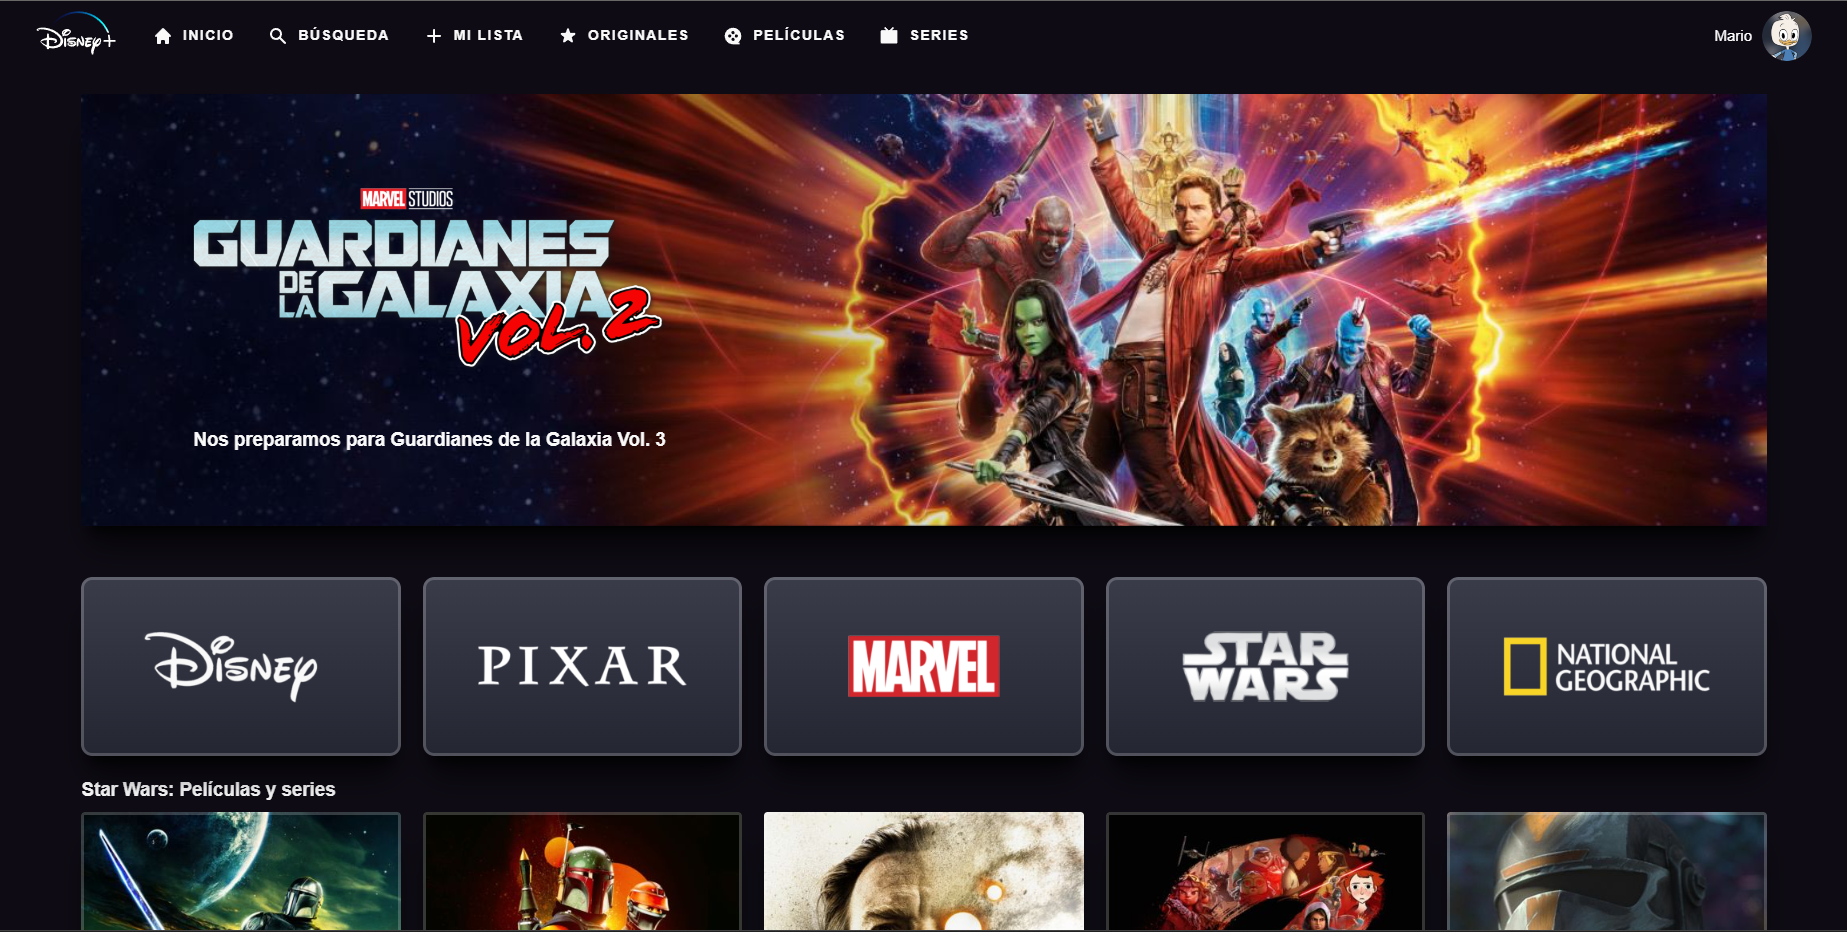 Disney+
INICIO
BÚSQUEDA
MI LISTA
ORIGINALES
PELÍCULAS
SERIES
Mario
MARVEL STUDIOS
GUARDIANES
DE LA GALAXIA
VOL. 2
Nos preparamos para Guardianes de la Galaxia Vol. 3
Disney
PIXAR
MARVEL
STAR
WARS
NATIONAL
GEOGRAPHIC
Star Wars: Películas y series